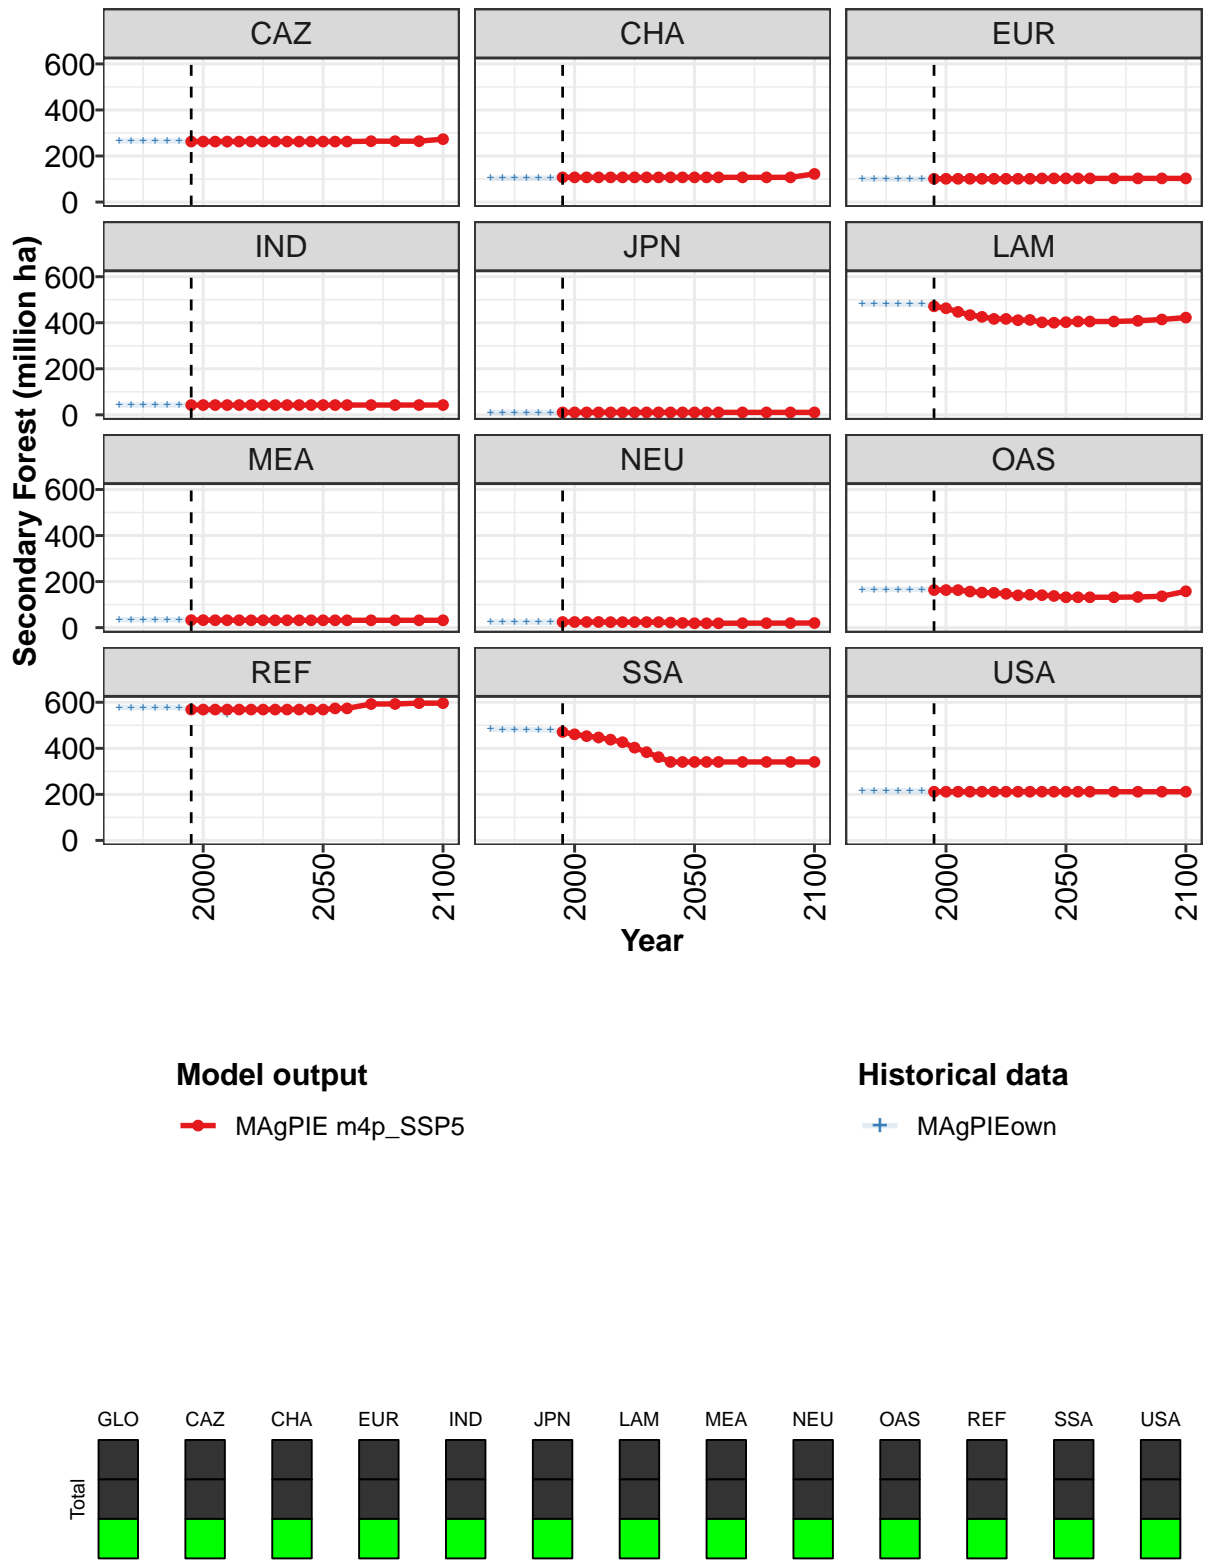 CAZ CHA EUR
600
400
200
0
IND JPN LAM
600
400
200
0
MEA NEU OAS
600
400
200
0
REF SSA USA
600
400
200
0
Secondary Forest (million ha)
2000 2050 2100 2000 2050 2100 2000 2050 2100
Year
Model output Historical data
MAgPIE m4p_SSP5 MAgPIEown
GLO CAZ CHA EUR IND JPN LAM MEA NEU OAS REF SSA USA
Total